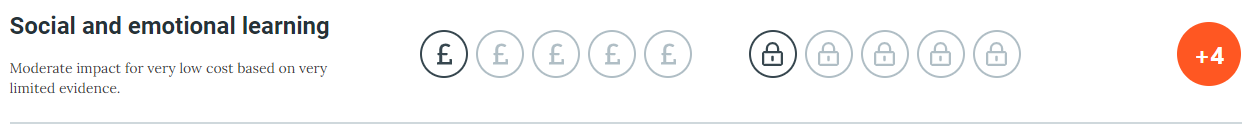 Social and emotional learning
Moderate impact for very low cost based on very
limited evidence.
£ £ £ £ £
+4